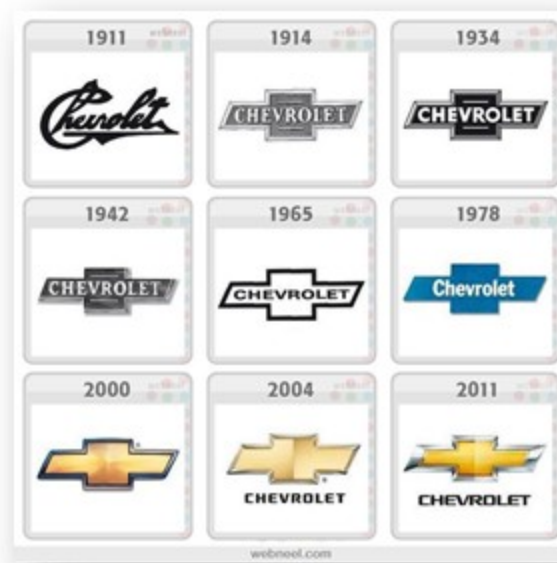 1911 1914 1934
Chevrolet CHEVROLET CHEVROLET
1942 1965 1978
CHEVROLET CHEVROLET Chevrolet
2000 2004 2011
CHEVROLET CHEVROLET
webneel.com